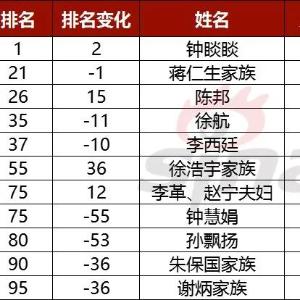 排名 排名变化 姓名
1 2 钟睒睒
21 -1 蒋仁生家族
26 15 陈邦
35 -11 徐航
37 -10 李西廷
55 36 徐浩宇家族
75 12 李革、赵宁夫妇
75 -55 钟慧娟
80 -53 孙飘扬
90 -36 朱保国家族
95 -36 谢炳家族